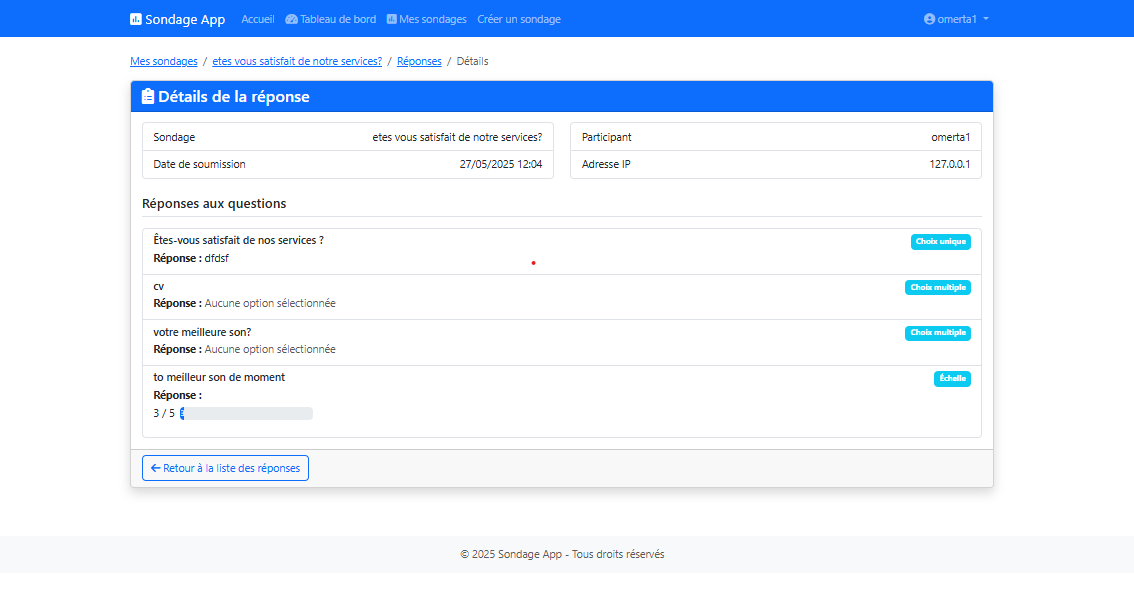 Sondage App Accueil Tableau de bord Mes sondages Créer un sondage omerta1
Mes sondages / etes vous satisfait de notre services? / Réponses / Détails
Détails de la réponse
Sondage etes vous satisfait de notre services?
Date de soumission 27/05/2025 12:04
Participant omerta1
Adresse IP 127.0.0.1
Réponses aux questions
Êtes-vous satisfait de nos services ? Choix unique
Réponse : dfdsf
cv Choix multiple
Réponse : Aucune option sélectionnée
votre meilleure son? Choix multiple
Réponse : Aucune option sélectionnée
to meilleur son de moment Échelle
Réponse :
3 / 5
Retour à la liste des réponses
© 2025 Sondage App - Tous droits réservés